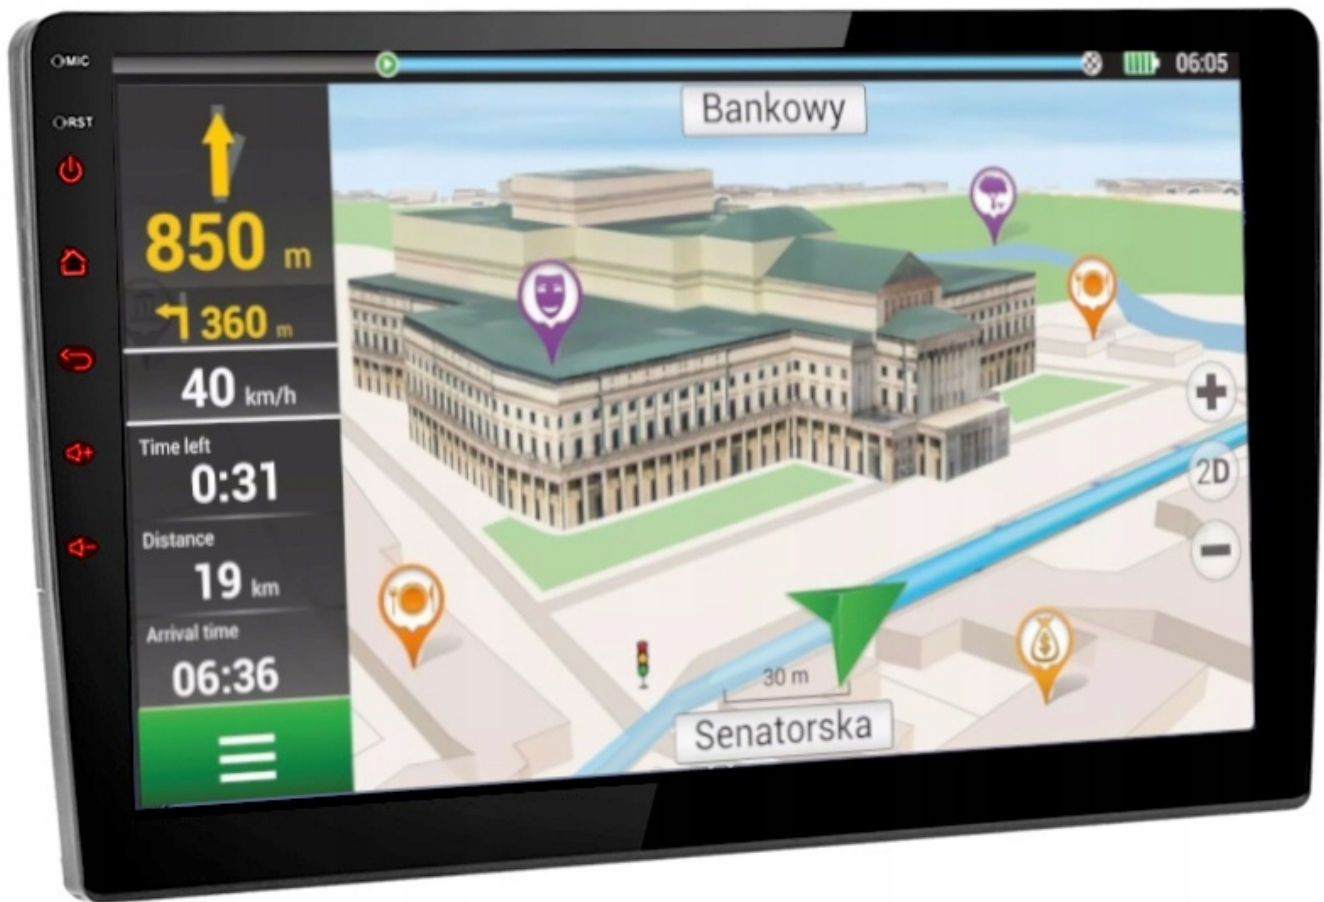 MIC
RST
06:05
850 m
360 m
40 km/h
Time left
0:31
Distance
19 km
Arrival time
06:36
Bankowy
2D
30 m
Senatorska